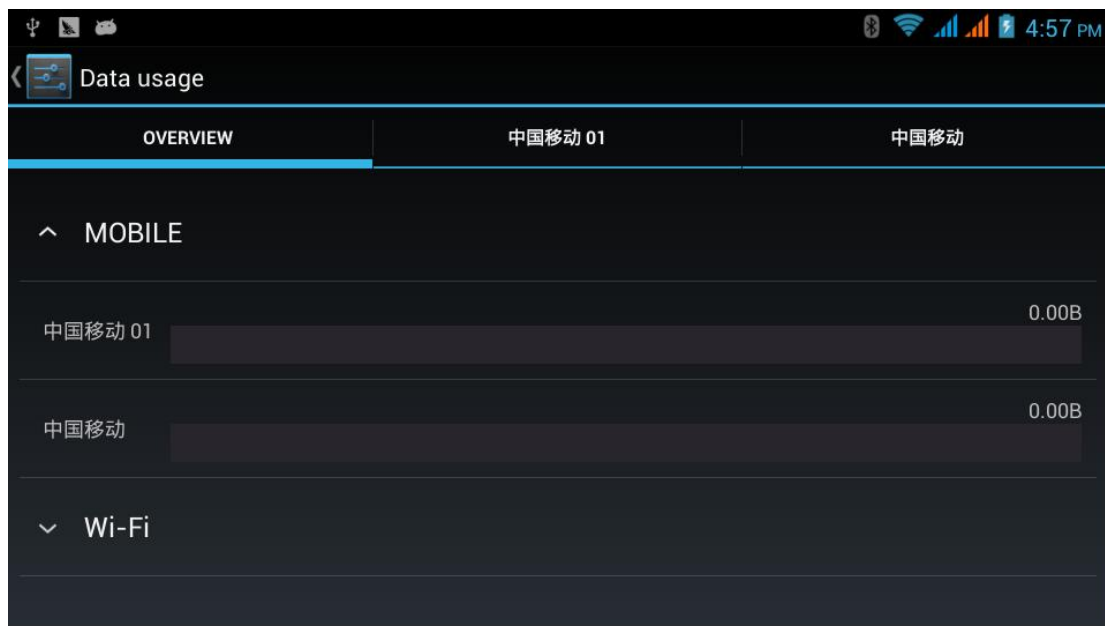 4:57 PM
Data usage
OVERVIEW
中国移动 01
中国移动
MOBILE
0.00B
中国移动 01
0.00B
中国移动
Wi-Fi